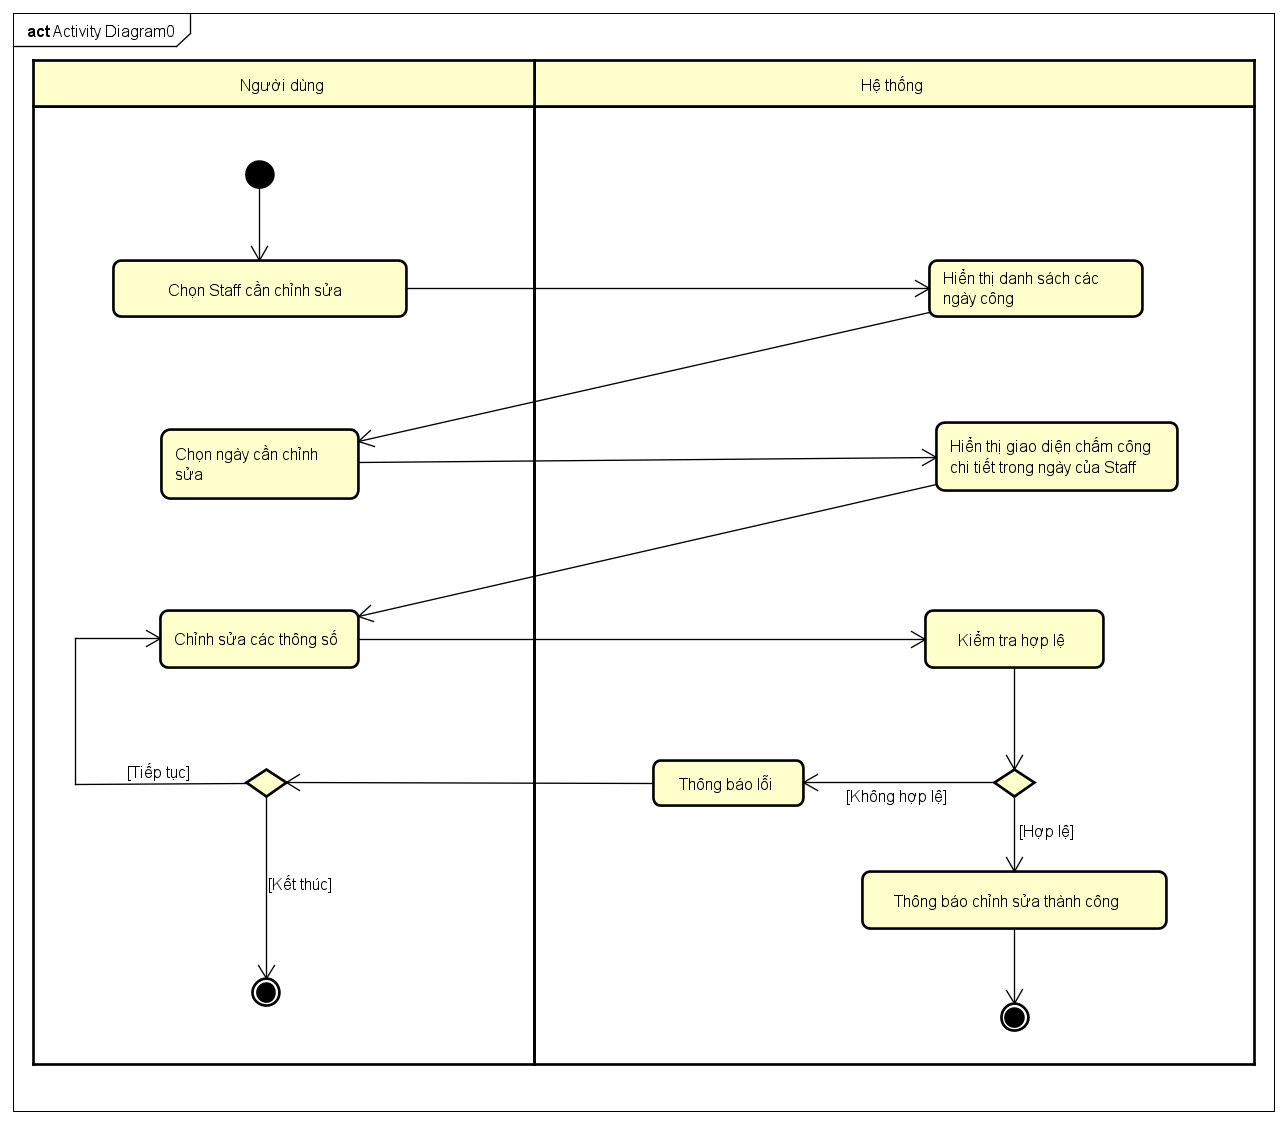 act Activity Diagram0
Người dùng
Hệ thống
Chọn Staff cần chỉnh sửa
Hiển thị danh sách các
ngày công
Chọn ngày cần chỉnh
sửa
Hiển thị giao diện chấm công
chi tiết trong ngày của Staff
Chỉnh sửa các thông số
Kiểm tra hợp lệ
[Tiếp tục]
Thông báo lỗi
[Không hợp lệ]
[Hợp lệ]
[Kết thúc]
Thông báo chỉnh sửa thành công